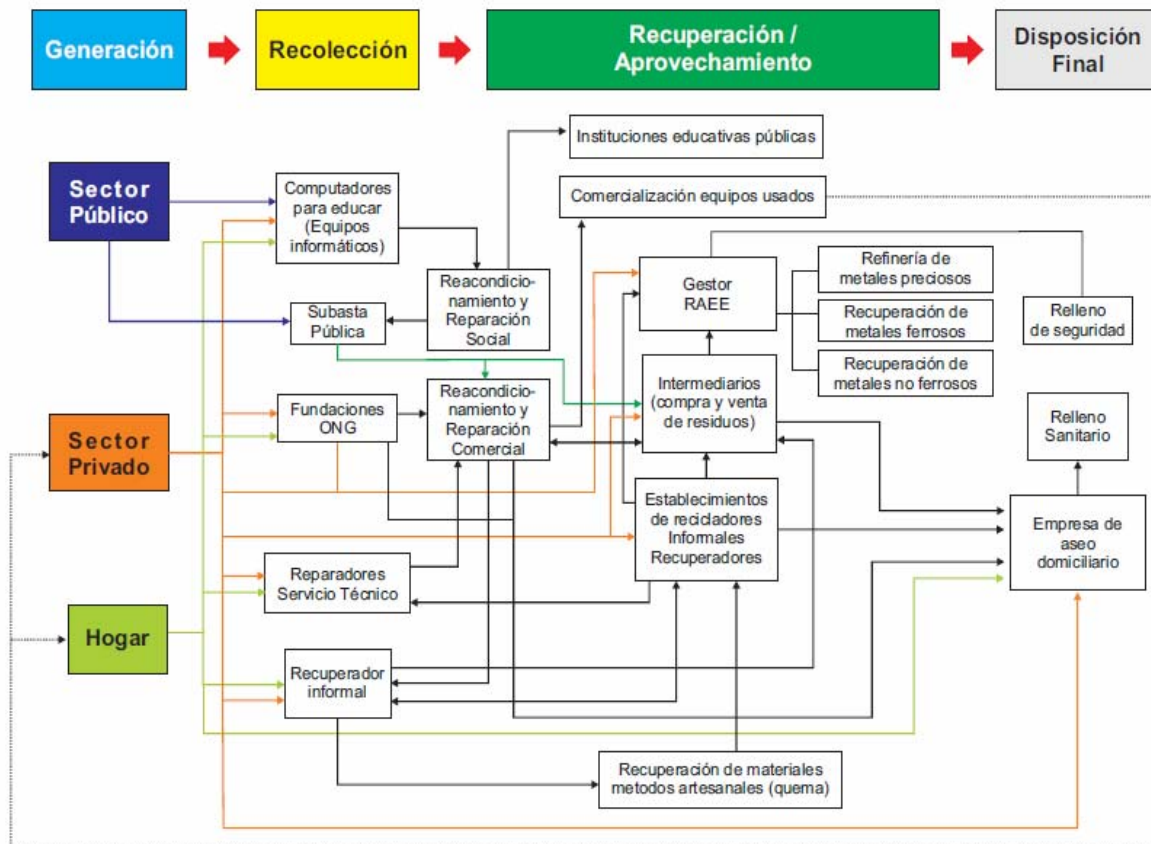 Generación
Recolección
Recuperación /
Aprovechamiento
Disposición
Final
Instituciones educativas públicas
Sector
Público
Computadores
para educar
(Equipos
informáticos)
Comercialización equipos usados
Reacondicio-
namiento y
Reparación
Social
Gestor
RAEE
Refinería de
metales preciosos
Subasta
Pública
Recuperación de
metales ferrosos
Relleno
de seguridad
Recuperación de
metales no ferrosos
Sector
Privado
Fundaciones
ONG
Reacondicio-
namiento y
Reparación
Comercial
Intermediarios
(compra y venta
de residuos)
Relleno
Sanitario
Establecimientos
de recicladores
Informales
Recuperadores
Empresa de
aseo
domiciliario
Reparadores
Servicio Técnico
Hogar
Recuperador
informal
Recuperación de materiales
metodos artesanales (quema)